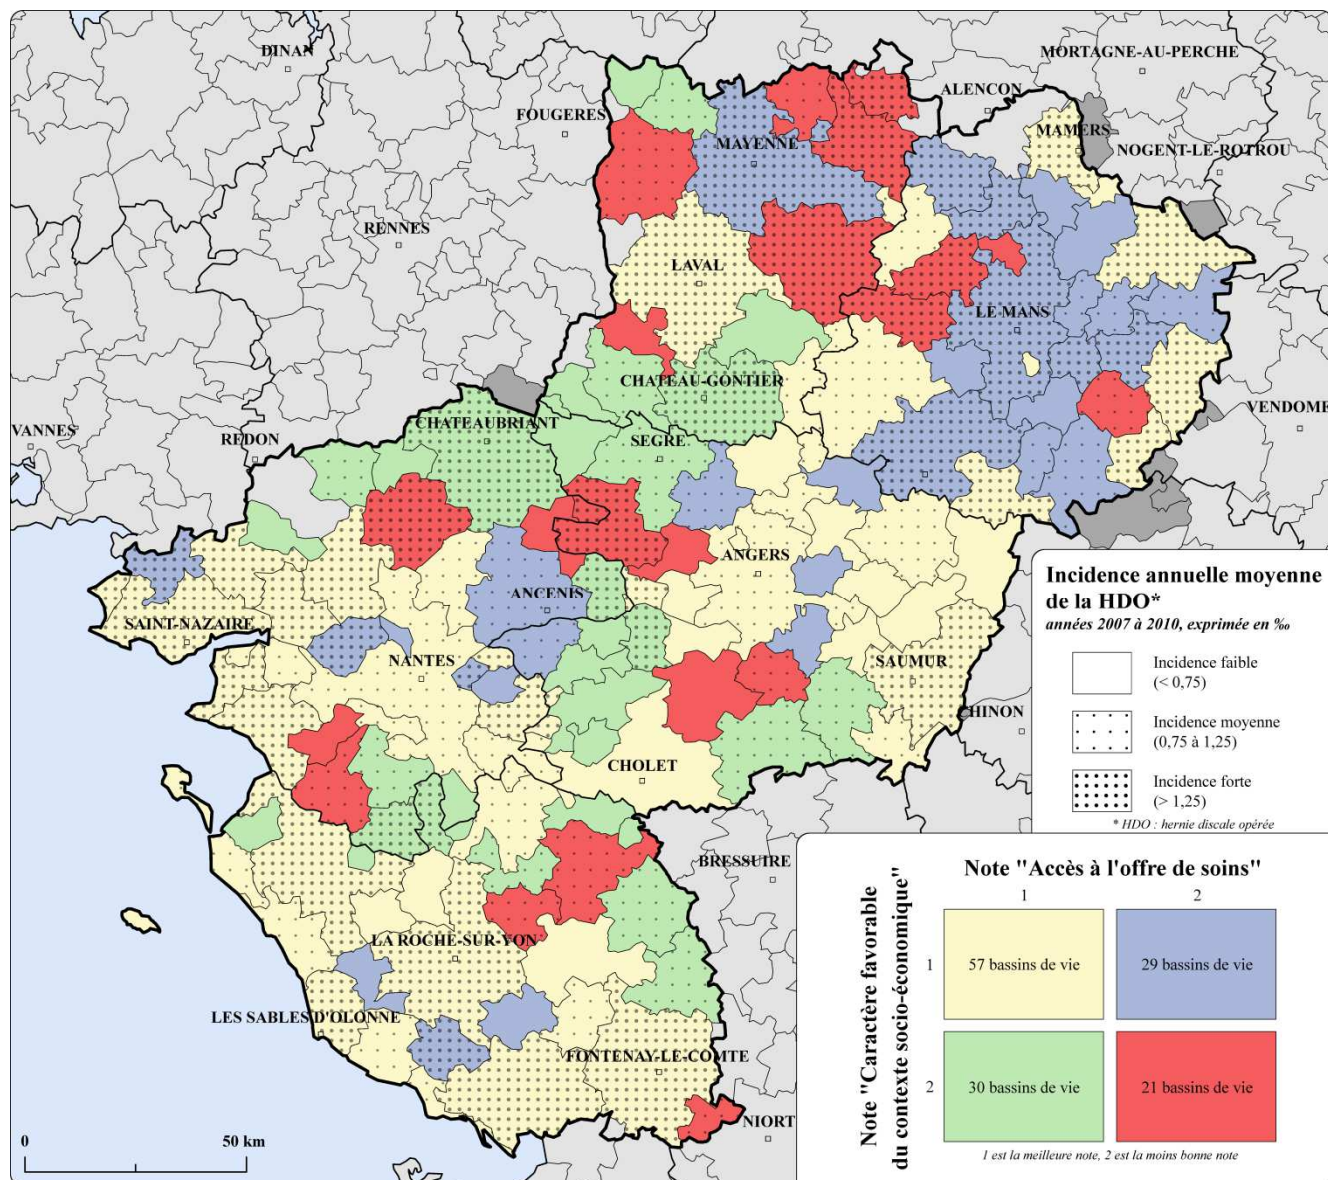 DINAN
MORTAGNE-AU-PERCHE
ALENCON
FOUGERES
MAMERS
MAYENNE
NOGENT-LE-ROTROU
RENNES
LAVAL
LE MANS
CHATEAU-GONTIER
VENDOME
CHATEAUBRIANT
VANNES
REDON
SEGRE
ANGERS
ANCENIS
SAINT-NAZAIRE
NANTES
SAUMUR
CHINON
CHOLET
BRESSUIRE
LA ROCHE-SUR-YON
LES SABLES D'OLONNE
FONTENAY-LE-COMTE
NIORT
0 50 km
Incidence annuelle moyenne
de la HDO*
années 2007 à 2010, exprimée en ‰
Incidence faible
(< 0,75)
Incidence moyenne
(0,75 à 1,25)
Incidence forte
(> 1,25)
* HDO : hernie discale opérée
Note "Accès à l'offre de soins"
1 2
Note "Caractère favorable
du contexte socio-économique"
1
57 bassins de vie
29 bassins de vie
2
30 bassins de vie
21 bassins de vie
1 est la meilleure note, 2 est la moins bonne note